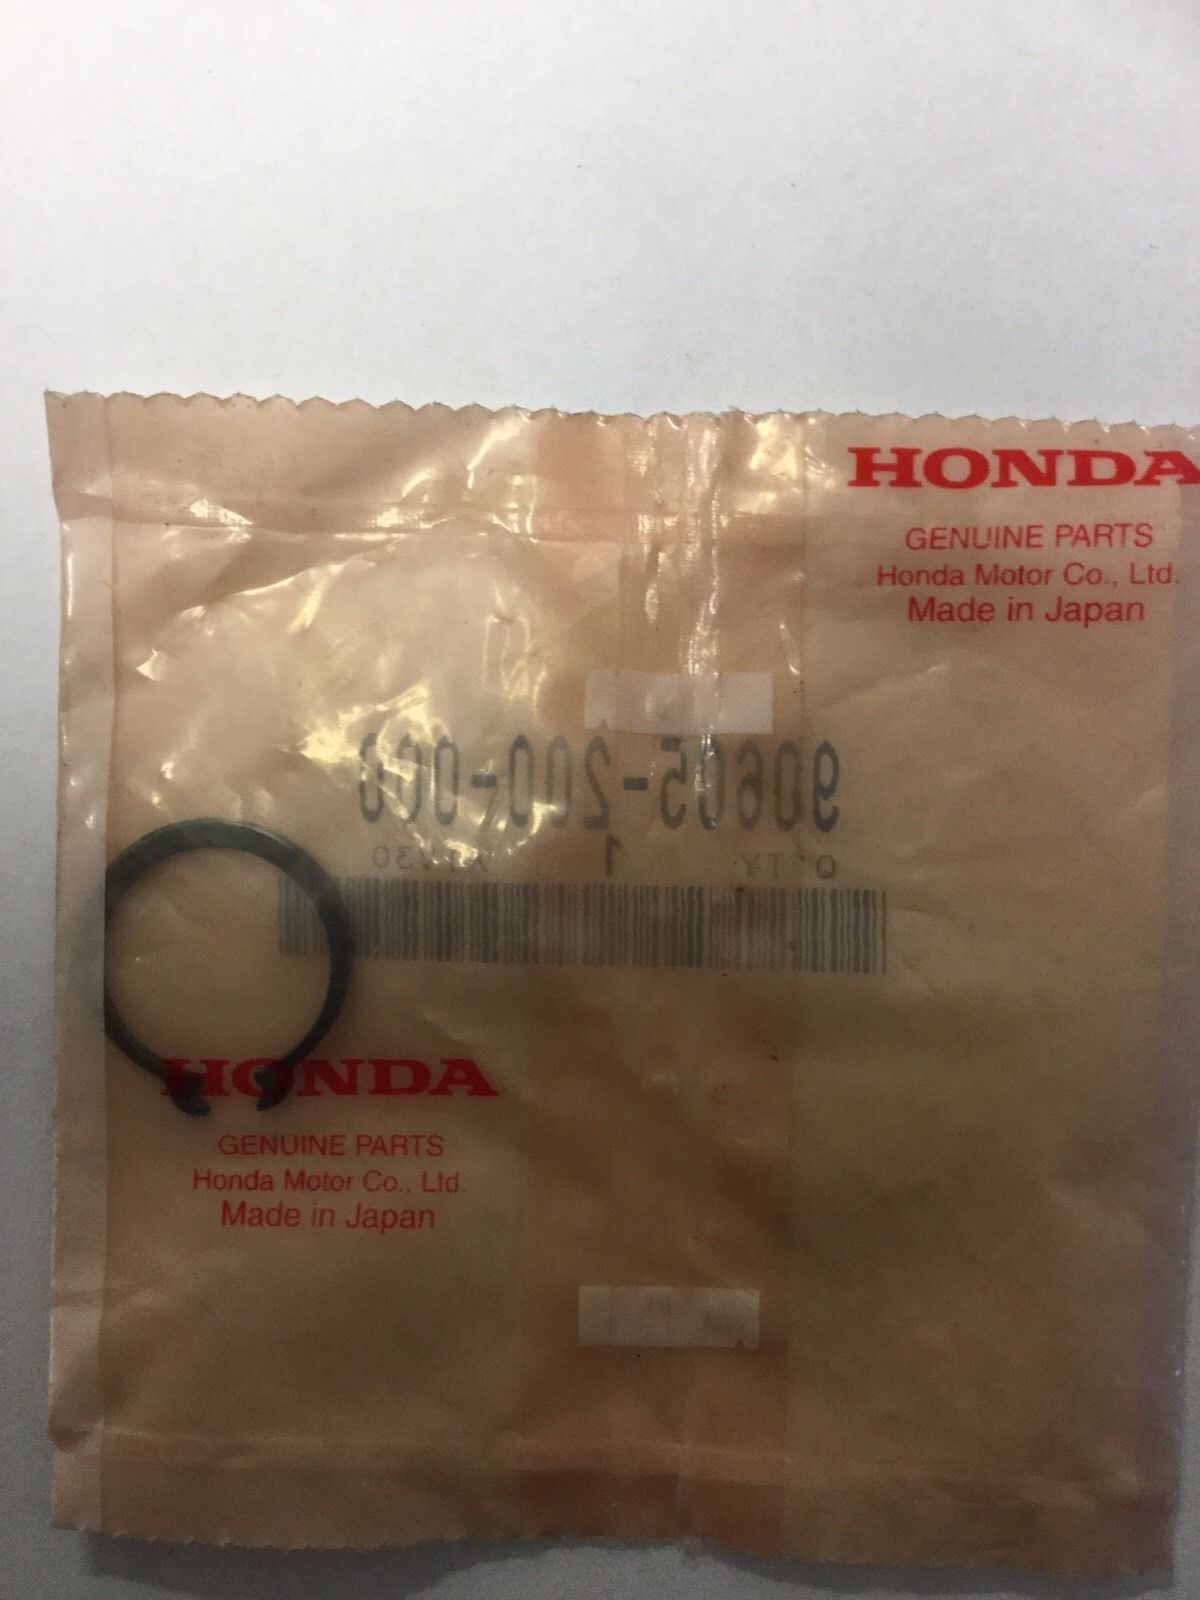 HONDA
GENUINE PARTS
Honda Motor Co., Ltd.
Made in Japan
90605-200-000
Q'TY 1
HONDA
GENUINE PARTS
Honda Motor Co., Ltd.
Made in Japan